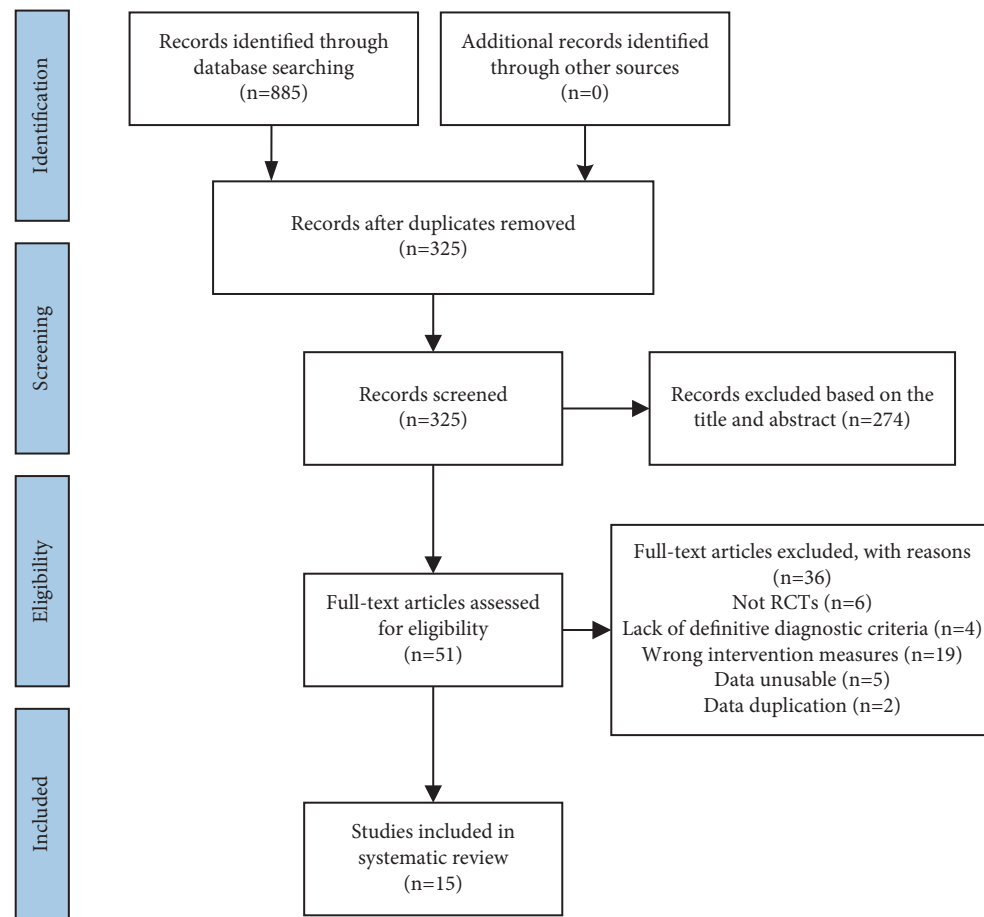 Identification
Records identified through
database searching
(n=885)
Additional records identified
through other sources
(n=0)
Records after duplicates removed
(n=325)
Screening
Records screened
(n=325)
Records excluded based on the
title and abstract (n=274)
Eligibility
Full-text articles assessed
for eligibility
(n=51)
Full-text articles excluded, with reasons
(n=36)
Not RCTs (n=6)
Lack of definitive diagnostic criteria (n=4)
Wrong intervention measures (n=19)
Data unusable (n=5)
Data duplication (n=2)
Included
Studies included in
systematic review
(n=15)